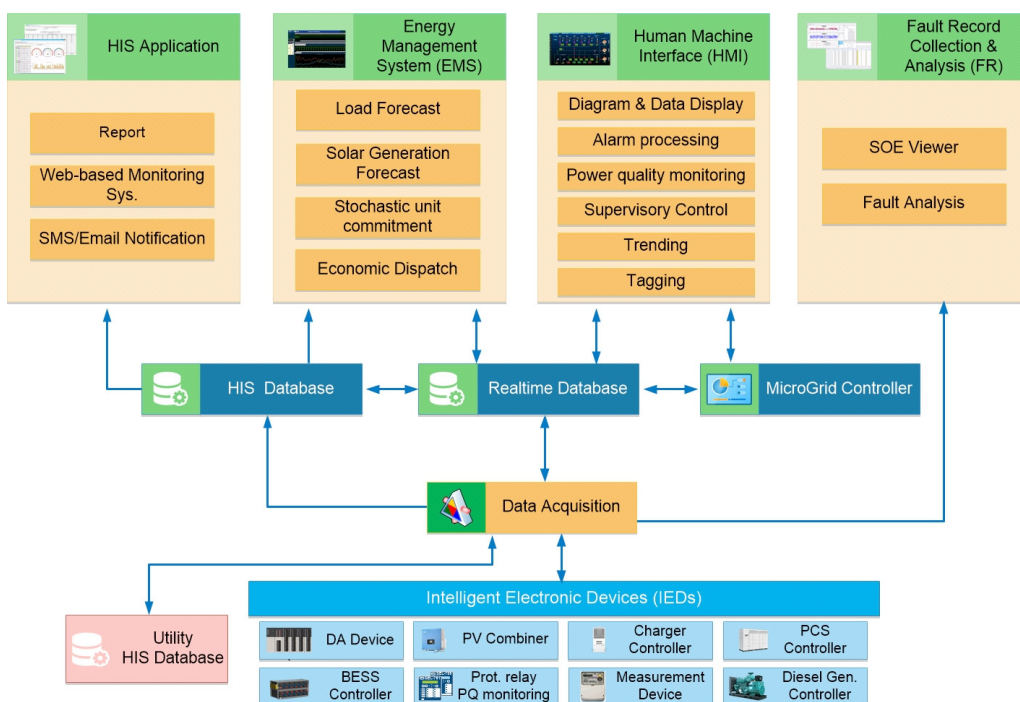 HIS Application
Report
Web-based Monitoring
Sys.
SMS/Email Notification
Energy
Management
System (EMS)
Load Forecast
Solar Generation
Forecast
Stochastic unit
commitment
Economic Dispatch
Human Machine
Interface (HMI)
Diagram & Data Display
Alarm processing
Power quality monitoring
Supervisory Control
Trending
Tagging
Fault Record
Collection &
Analysis (FR)
SOE Viewer
Fault Analysis
HIS Database
Realtime Database
MicroGrid Controller
Data Acquisition
Utility
HIS Database
Intelligent Electronic Devices (IEDs)
DA Device
PV Combiner
Charger
Controller
PCS
Controller
BESS
Controller
Prot. relay
PQ monitoring
Measurement
Device
Diesel Gen.
Controller